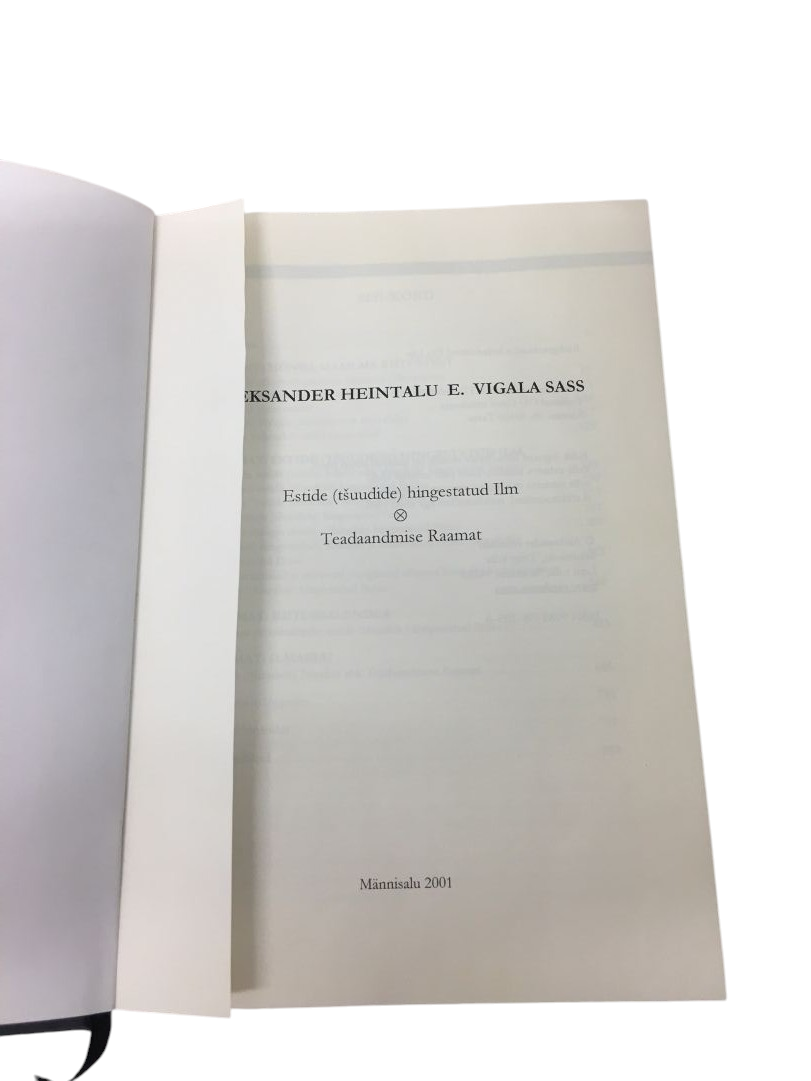 EKSANDER HEINTALU E. VIGALA SASS
Estide (tšuudide) hingestatud Ilm
⊗
Teadaandmise Raamat
Männisalu 2001